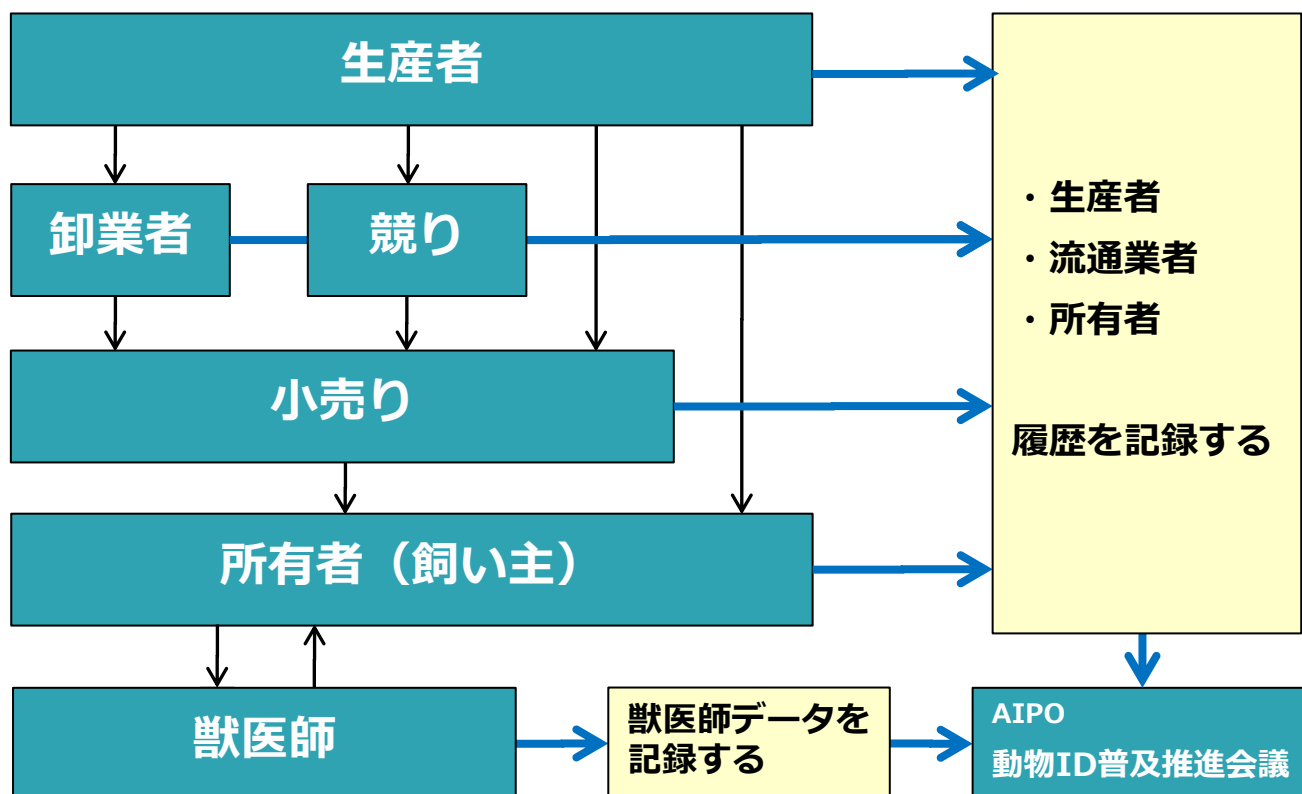 生産者
卸業者
競り
小売り
所有者（飼い主）
獣医師
獣医師データを
記録する
・生産者
・流通業者
・所有者
履歴を記録する
AIPO
動物ID普及推進会議